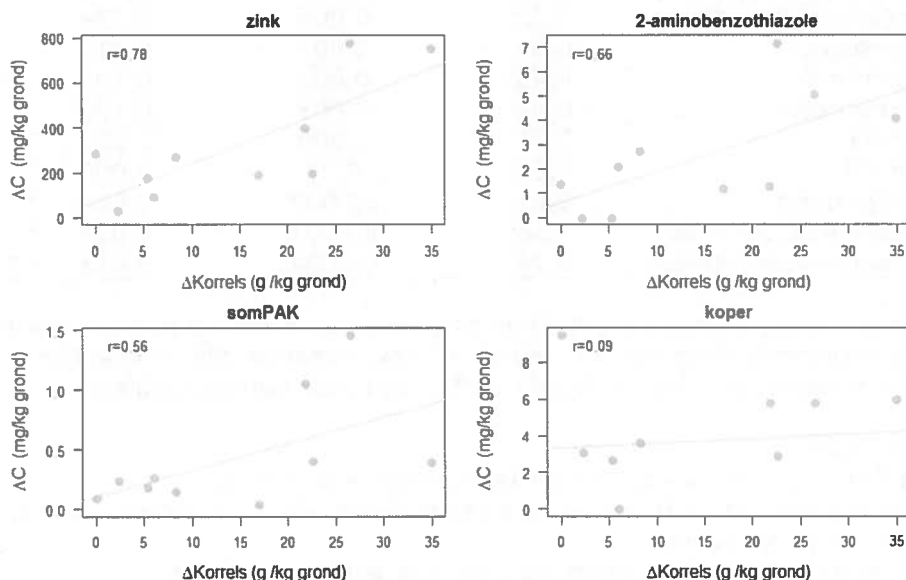 zink
r=0.78
ΔC (mg/kg grond)
800
600
400
200
0
0 5 10 15 20 25 30 35
ΔKorrels (g /kg grond)
2-aminobenzothiazole
r=0.66
ΔC (mg/kg grond)
7
6
5
4
3
2
1
0
0 5 10 15 20 25 30 35
ΔKorrels (g /kg grond)
somPAK
r=0.56
ΔC (mg/kg grond)
1.5
1.0
0.5
0.0
0 5 10 15 20 25 30 35
ΔKorrels (g /kg grond)
koper
r=0.09
ΔC (mg/kg grond)
8
6
4
2
0
0 5 10 15 20 25 30 35
ΔKorrels (g /kg grond)